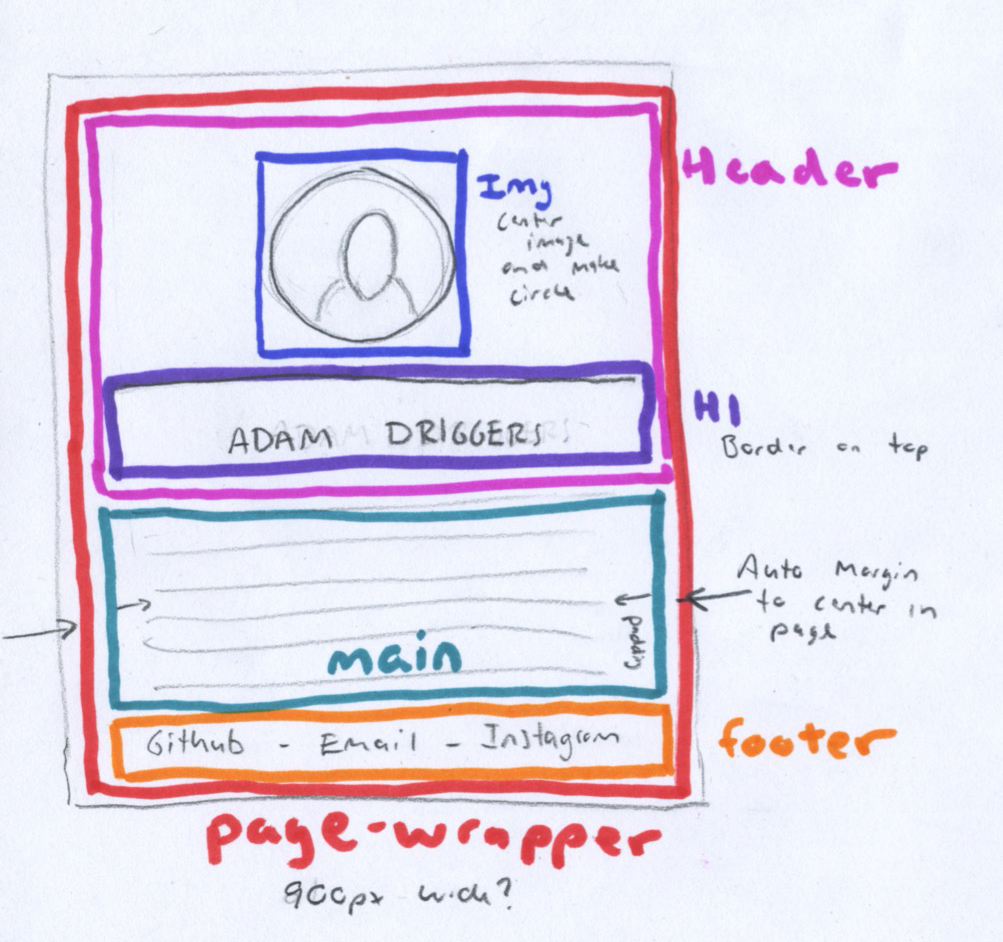 Header
Img
center
image
and make
circle
H1
Border on top
ADAM DRIGGERS
Auto Margin
to center in
page
padding
main
Github - Email - Instagram
footer
page-wrapper
900px wide?